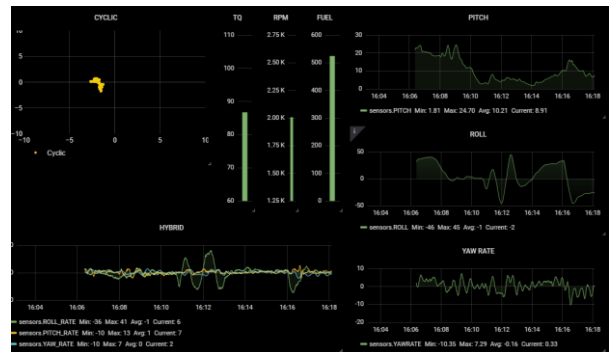 CYCLIC
10
5
0
-5
-10
-10 -5 0 5 10
Cyclic
TQ
110
100
90
80
70
60
RPM
2.75 K
2.50 K
2.25 K
2.00 K
1.75 K
1.50 K
1.25 K
FUEL
600
500
400
300
200
100
0
PITCH
30
20
10
0
16:04 16:06 16:08 16:10 16:12 16:14 16:16 16:18
sensors.PITCH Min: 1.81 Max: 24.70 Avg: 10.21 Current: 8.91
ROLL
50
0
-50
16:04 16:06 16:08 16:10 16:12 16:14 16:16 16:18
sensors.ROLL Min: -46 Max: 45 Avg: -1 Current: -2
HYBRID
0
0
0
16:04 16:06 16:08 16:10 16:12 16:14 16:16 16:18
sensors.ROLL_RATE Min: -36 Max: 41 Avg: -1 Current: 6
sensors.PITCH_RATE Min: -10 Max: 13 Avg: 1 Current: 7
sensors.YAW_RATE Min: -10 Max: 7 Avg: 0 Current: 2
YAW RATE
20
10
0
-10
-20
16:04 16:06 16:08 16:10 16:12 16:14 16:16 16:18
sensors.YAWRATE Min: -10.35 Max: 7.29 Avg: -0.16 Current: 0.33